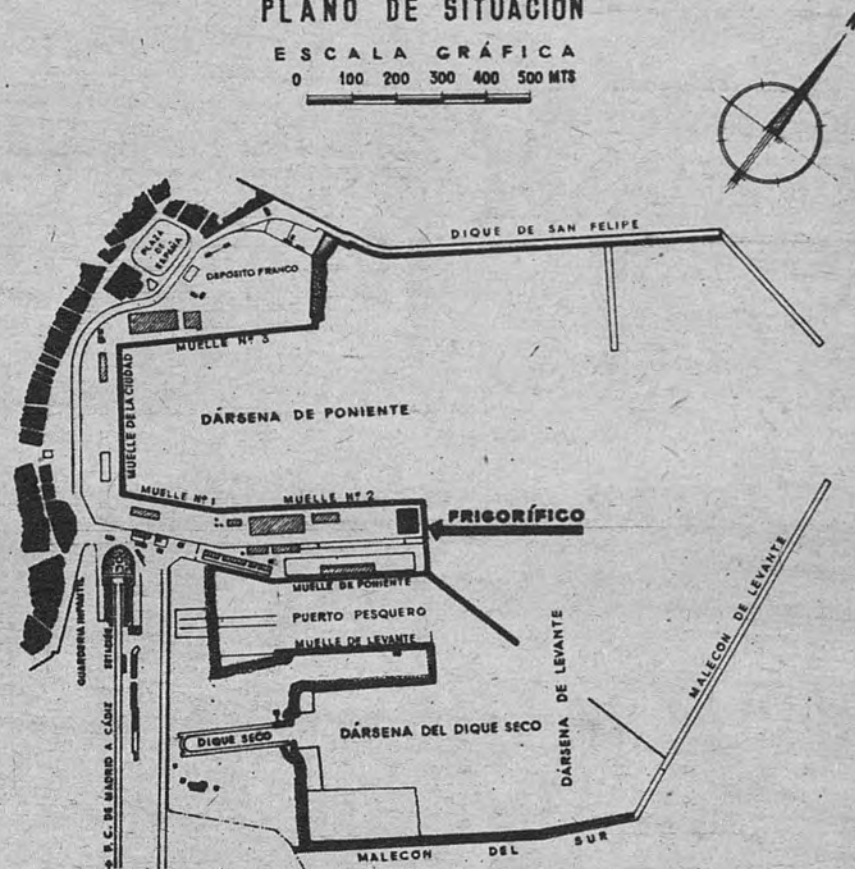 PLANO DE SITUACIÓN
ESCALA GRÁFICA
0 100 200 300 400 500 MTS
N
DIQUE DE SAN FELIPE
PLAZA
DE
ESPAÑA
DEPOSITO FRANCO
MUELLE Nº 3
MUELLE DE LA CIUDAD
DÁRSENA DE PONIENTE
MUELLE Nº 1
MUELLE Nº 2
FRIGORÍFICO
MUELLE DE PONIENTE
PUERTO PESQUERO
MUELLE DE LEVANTE
GUARDERIA INFANTIL
ESTACIÓN
F. C. DE MADRID A CÁDIZ
DIQUE SECO
DÁRSENA DEL DIQUE SECO
DÁRSENA DE LEVANTE
MALECON DE LEVANTE
MALECON DEL SUR